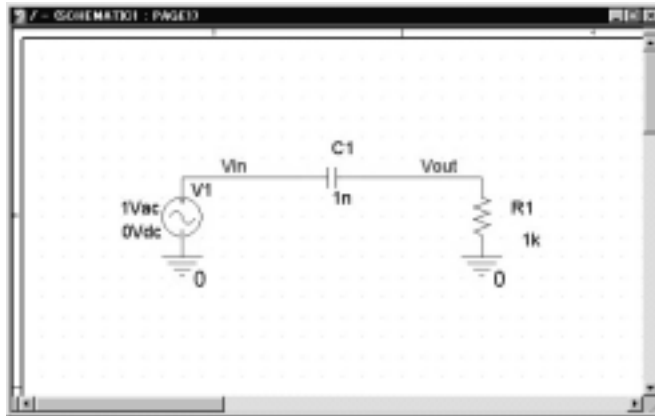 / - (SCHEMATIC1 : PAGE1)
C1
Vin
Vout
V1
1n
1Vac
R1
0Vdc
1k
0
0